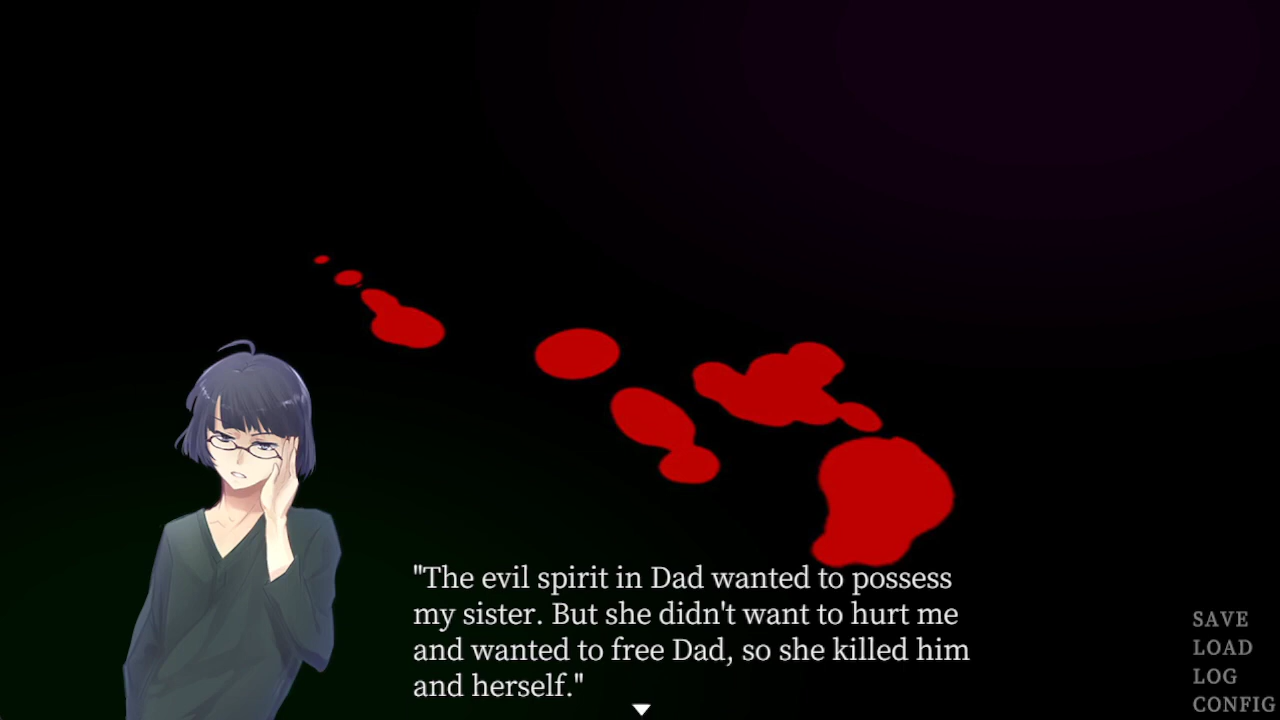 "The evil spirit in Dad wanted to possess
my sister. But she didn't want to hurt me
and wanted to free Dad, so she killed him
and herself."
SAVE
LOAD
LOG
CONFIG